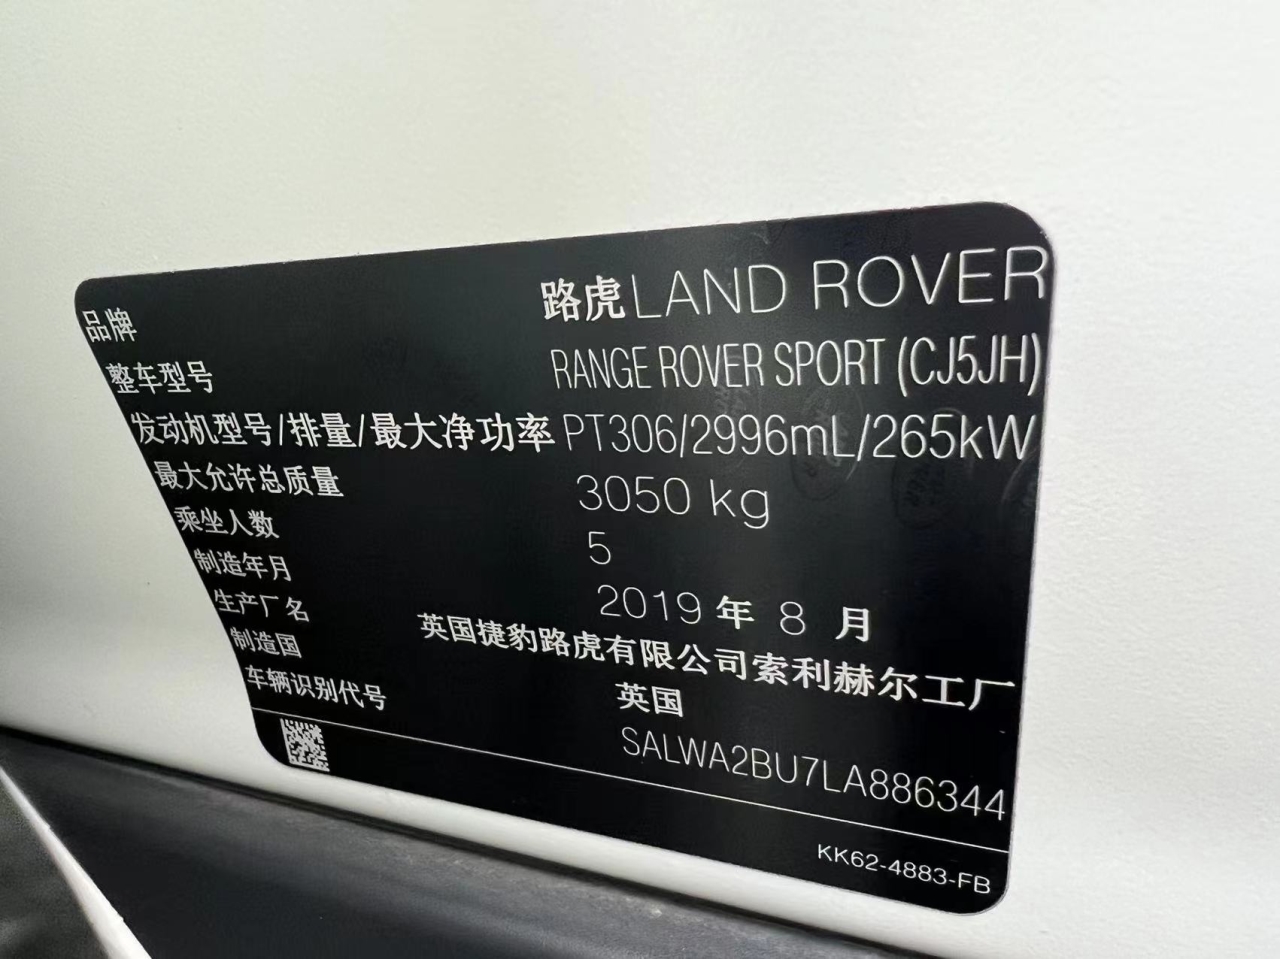 品牌 路虎LAND ROVER
整车型号 RANGE ROVER SPORT (CJ5JH)
发动机型号/排量/最大净功率 PT306/2996mL/265kW
最大允许总质量 3050 kg
乘坐人数 5
制造年月 2019 年 8 月
生产厂名 英国捷豹路虎有限公司索利赫尔工厂
制造国 英国
车辆识别代号 SALWA2BU7LA886344
KK62-4883-FB